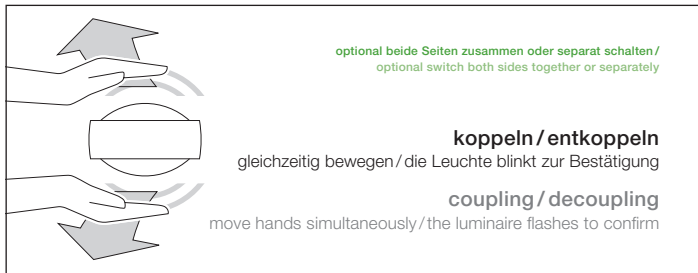 optional beide Seiten zusammen oder separat schalten/
optional switch both sides together or separately
koppeln/entkoppeln
gleichzeitig bewegen/die Leuchte blinkt zur Bestätigung
coupling/decoupling
move hands simultaneously/the luminaire flashes to confirm